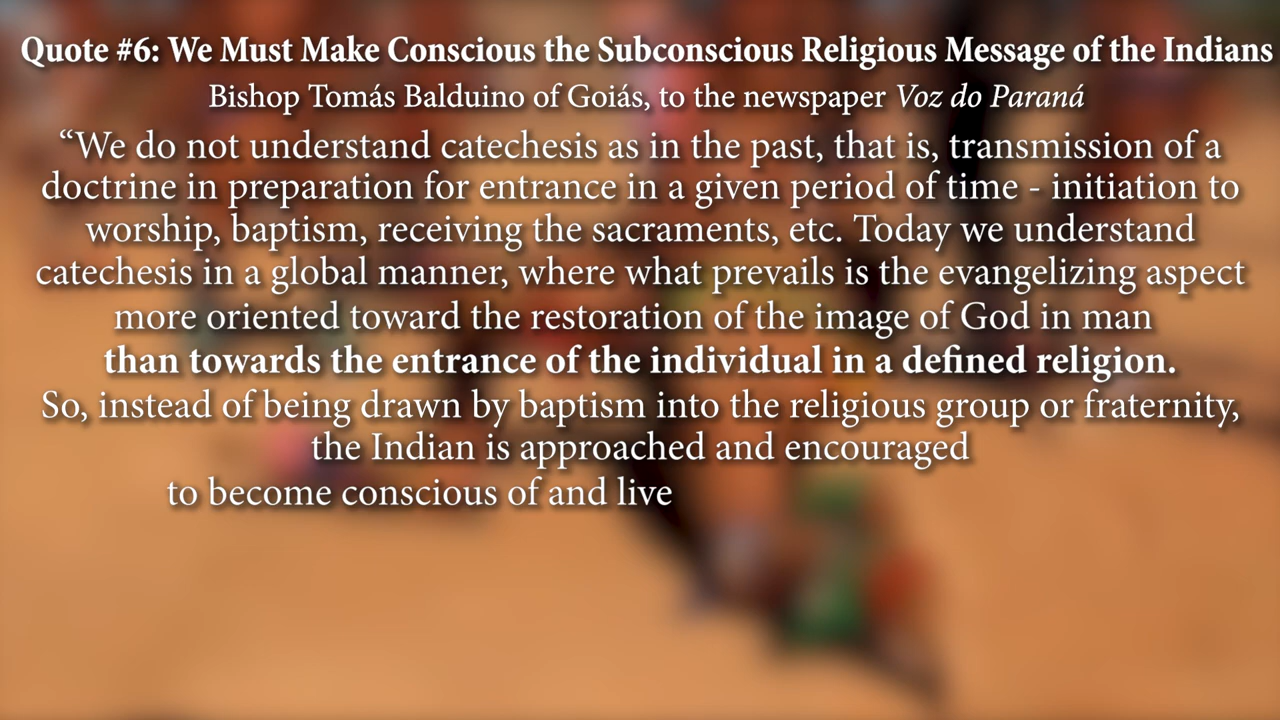 Quote #6: We Must Make Conscious the Subconscious Religious Message of the Indians
Bishop Tomás Balduino of Goiás, to the newspaper Voz do Paraná
“We do not understand catechesis as in the past, that is, transmission of a
doctrine in preparation for entrance in a given period of time - initiation to
worship, baptism, receiving the sacraments, etc. Today we understand
catechesis in a global manner, where what prevails is the evangelizing aspect
more oriented toward the restoration of the image of God in man
than towards the entrance of the individual in a defined religion.
So, instead of being drawn by baptism into the religious group or fraternity,
the Indian is approached and encouraged
to become conscious of and live